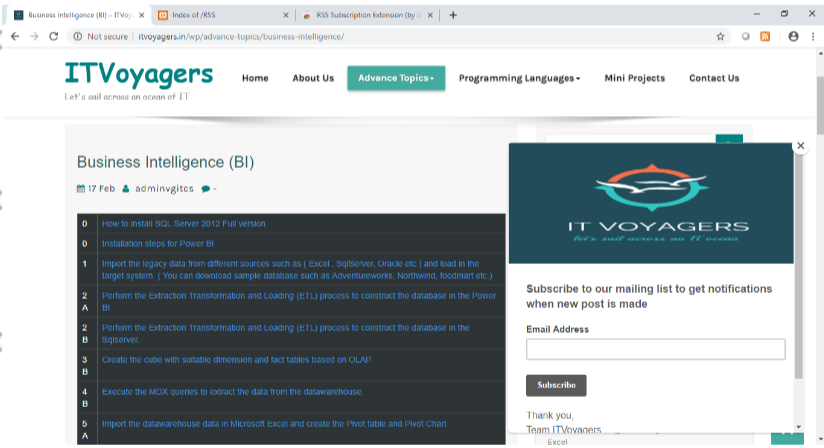 Business Intelligence (BI) – ITVoy
Index of /RSS
RSS Subscription Extension (by G
Not secure | itvoyagers.in/wp/advance-topics/business-intelligence/
ITVoyagers
Let's sail across an ocean of IT
Home
About Us
Advance Topics
Programming Languages
Mini Projects
Contact Us
Business Intelligence (BI)
17 Feb adminvgitcs -
0 How to install SQL Server 2012 Full version
0 Installation steps for Power BI
1 Import the legacy data from different sources such as ( Excel , SqlServer, Oracle etc.) and load in the
target system. ( You can download sample database such as Adventureworks, Northwind, foodmart etc.)
2 Perform the Extraction Transformation and Loading (ETL) process to construct the database in the Power
A BI
2 Perform the Extraction Transformation and Loading (ETL) process to construct the database in the
B Sqlserver.
3 Create the cube with suitable dimension and fact tables based on OLAP
B
4 Execute the MDX queries to extract the data from the datawarehouse.
B
5 Import the datawarehouse data in Microsoft Excel and create the Pivot table and Pivot Chart
A
IT VOYAGERS
let's sail across an IT ocean
Subscribe to our mailing list to get notifications
when new post is made
Email Address
Subscribe
Thank you,
Team ITVoyagers
Excel